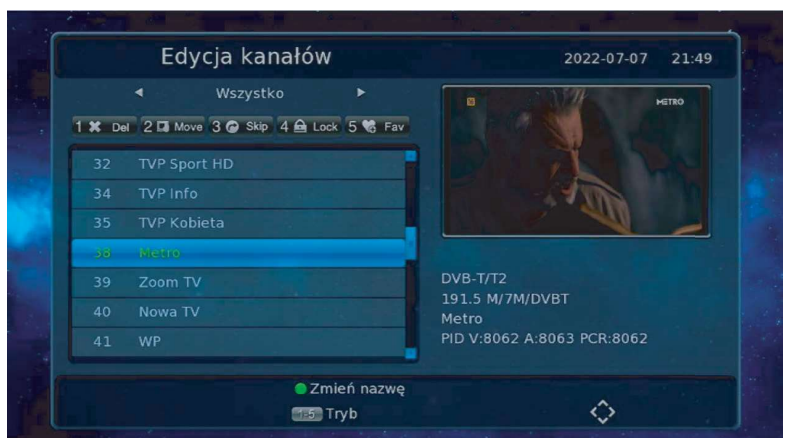 Edycja kanałów
2022-07-07 21:49
Wszystko
1 Del 2 Move 3 Skip 4 Lock 5 Fav
METRO
32 TVP Sport HD
34 TVP Info
35 TVP Kobieta
38 Metro
39 Zoom TV
40 Nowa TV
41 WP
DVB-T/T2
191.5 M/7M/DVBT
Metro
PID V:8062 A:8063 PCR:8062
Zmień nazwę
1-5 Tryb